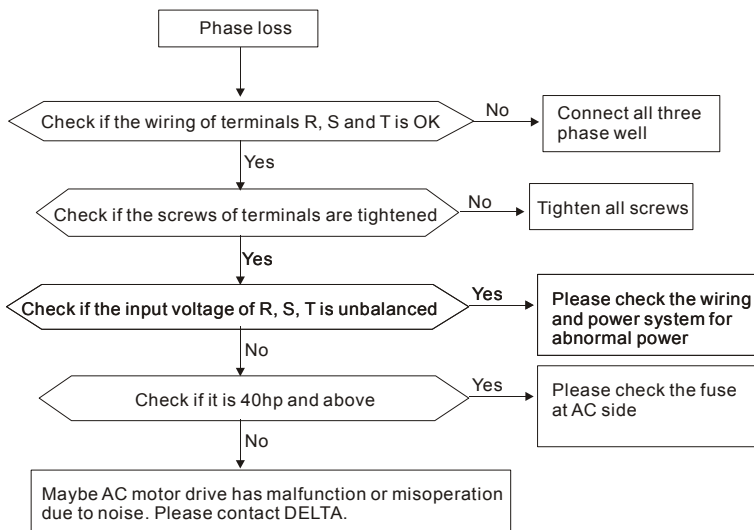 Phase loss
Check if the wiring of terminals R, S and T is OK
No
Connect all three
phase well
Yes
Check if the screws of terminals are tightened
No
Tighten all screws
Yes
Check if the input voltage of R, S, T is unbalanced
Yes
Please check the wiring
and power system for
abnormal power
No
Check if it is 40hp and above
Yes
Please check the fuse
at AC side
No
Maybe AC motor drive has malfunction or misoperation
due to noise. Please contact DELTA.